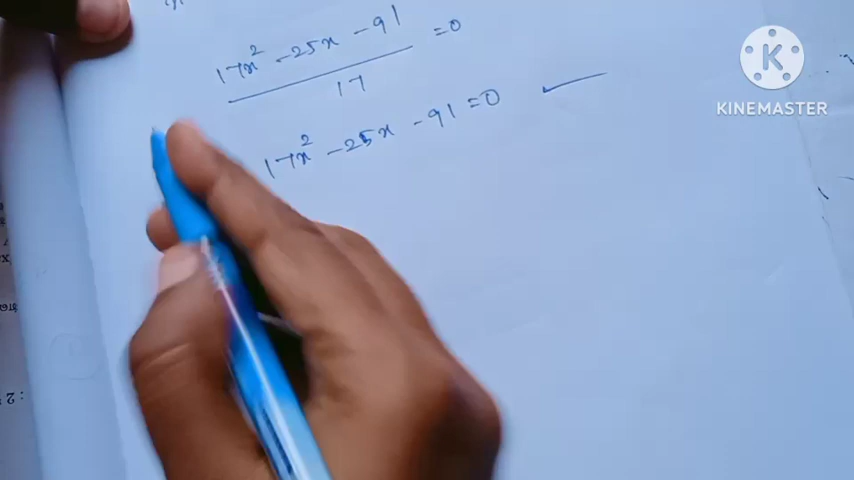 17x² - 25x - 91
——————— = 0
17
17x² - 25x - 91 = 0
KINEMASTER